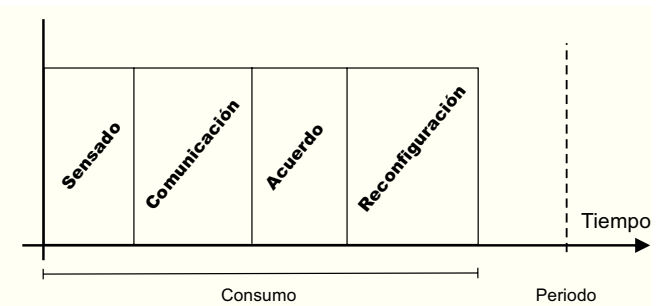 Sensado
Comunicación
Acuerdo
Reconfiguración
Tiempo
Consumo
Periodo